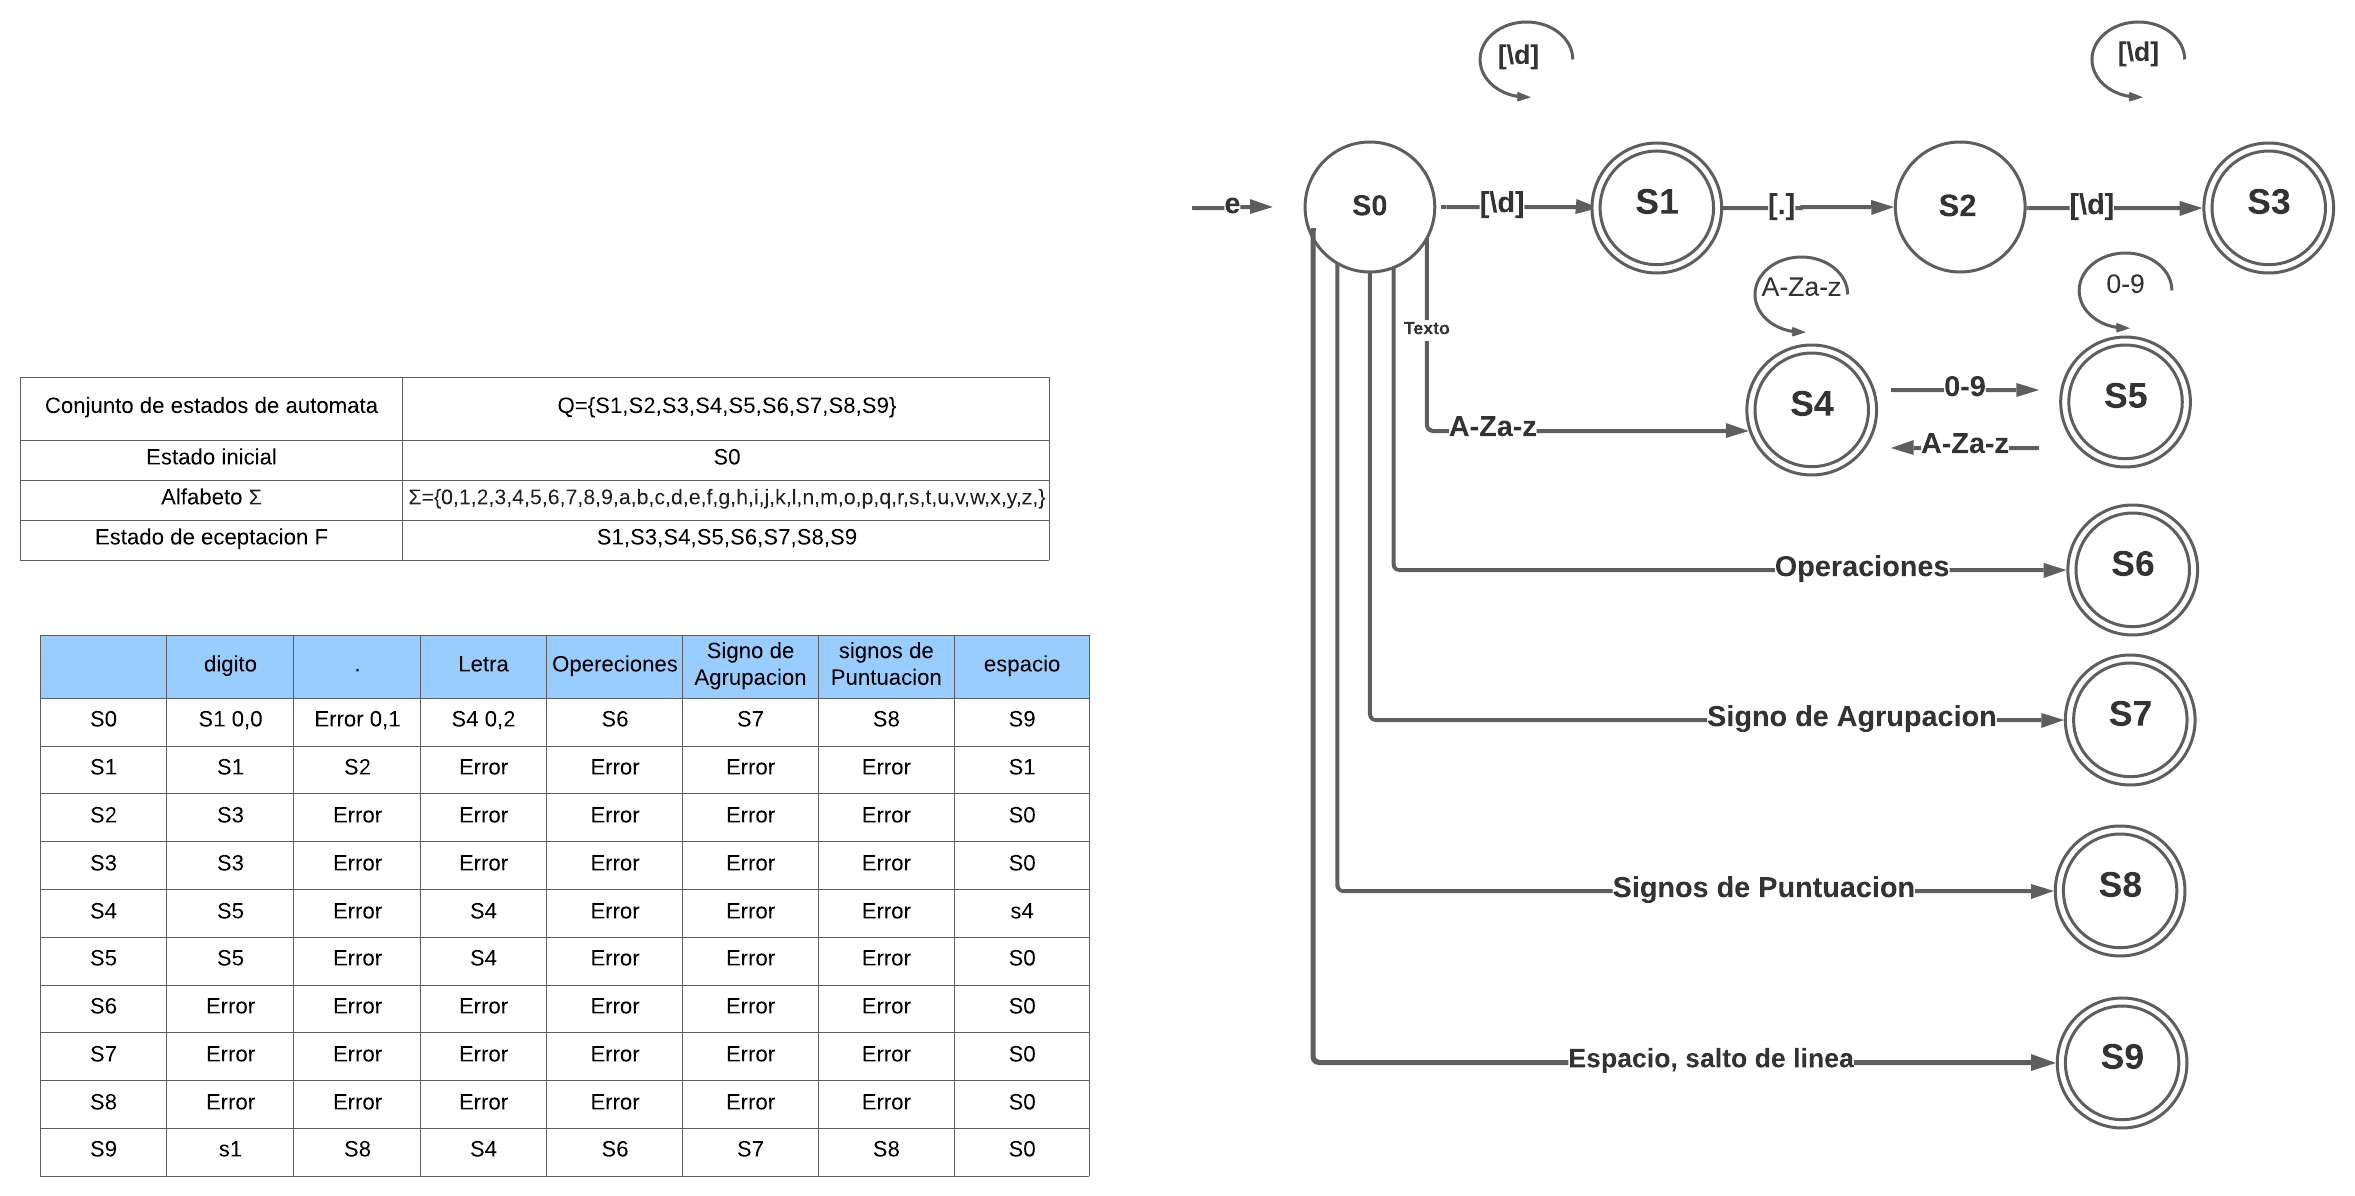 Conjunto de estados de automata Q={S1,S2,S3,S4,S5,S6,S7,S8,S9}
Estado inicial S0
Alfabeto Σ Σ={0,1,2,3,4,5,6,7,8,9,a,b,c,d,e,f,g,h,i,j,k,l,n,m,o,p,q,r,s,t,u,v,w,x,y,z,}
Estado de eceptacion F S1,S3,S4,S5,S6,S7,S8,S9
digito . Letra Opereciones Signo de Agrupacion signos de Puntuacion espacio
S0 S1 0,0 Error 0,1 S4 0,2 S6 S7 S8 S9
S1 S1 S2 Error Error Error Error S1
S2 S3 Error Error Error Error Error S0
S3 S3 Error Error Error Error Error S0
S4 S5 Error S4 Error Error Error s4
S5 S5 Error S4 Error Error Error S0
S6 Error Error Error Error Error Error S0
S7 Error Error Error Error Error Error S0
S8 Error Error Error Error Error Error S0
S9 s1 S8 S4 S6 S7 S8 S0
[\d] [\d]
e S0 [\d] S1 [.] S2 [\d] S3
A-Za-z 0-9
Texto
A-Za-z S4 0-9 S5
A-Za-z
Operaciones S6
Signo de Agrupacion S7
Signos de Puntuacion S8
Espacio, salto de linea S9